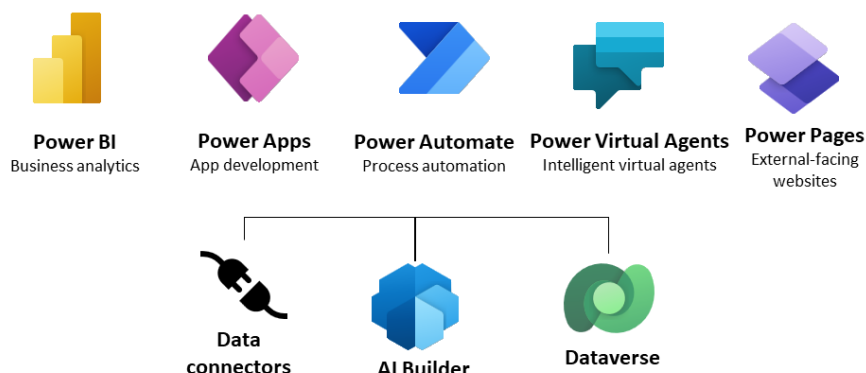 Power BI
Business analytics
Power Apps
App development
Power Automate
Process automation
Power Virtual Agents
Intelligent virtual agents
Power Pages
External-facing
websites
Data
connectors
AI Builder
Dataverse